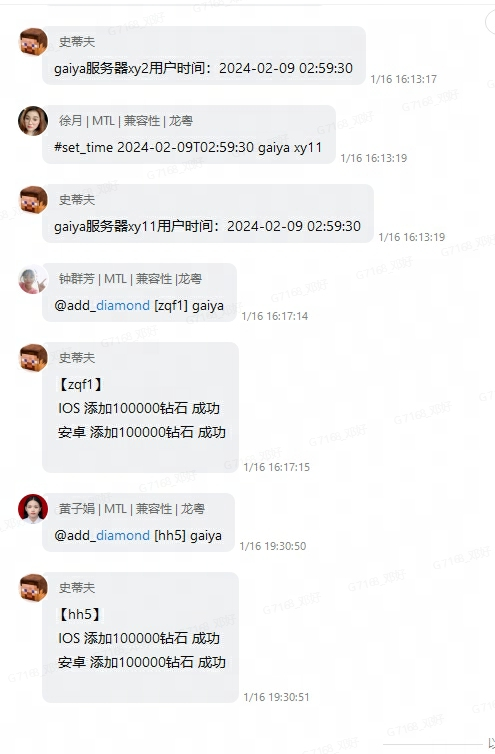 史蒂夫
gaiya服务器xy2用户时间：2024-02-09 02:59:30
1/16 16:13:17
徐月 | MTL | 兼容性 | 龙粤
#set_time 2024-02-09T02:59:30 gaiya xy11
1/16 16:13:19
史蒂夫
gaiya服务器xy11用户时间：2024-02-09 02:59:30
1/16 16:13:19
钟群芳 | MTL | 兼容性 |龙粤
@add_diamond [zqf1] gaiya
1/16 16:17:14
史蒂夫
【zqf1】
IOS 添加100000钻石 成功
安卓 添加100000钻石 成功
1/16 16:17:15
黄子娟 | MTL | 兼容性 | 龙粤
@add_diamond [hh5] gaiya
1/16 19:30:50
史蒂夫
【hh5】
IOS 添加100000钻石 成功
安卓 添加100000钻石 成功
1/16 19:30:51